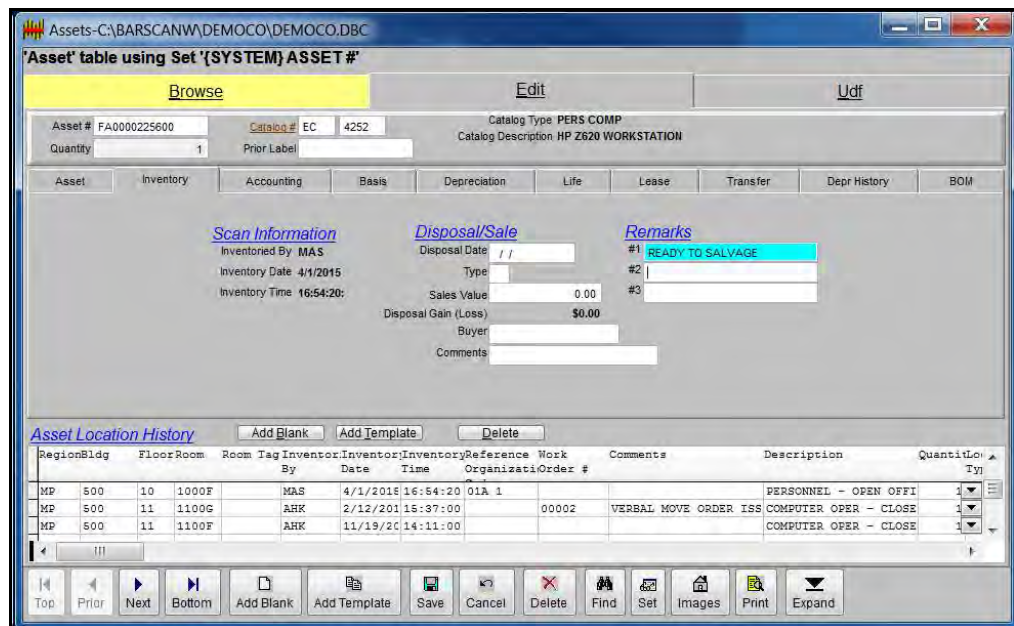 Assets-C:\BARSCANW\DEMOCO\DEMOCO.DBC
'Asset' table using Set '{SYSTEM} ASSET #'
Browse Edit Udf
Asset # FA0000225600 Catalog # EC 4252 Catalog Type PERS COMP
Catalog Description HP Z620 WORKSTATION
Quantity 1 Prior Label
Asset Inventory Accounting Basis Depreciation Life Lease Transfer Depr History BOM
Scan Information Disposal/Sale Remarks
Inventoried By MAS Disposal Date / / #1 READY TO SALVAGE
Inventory Date 4/1/2015 Type #2
Inventory Time 16:54:20: Sales Value 0.00 #3
Disposal Gain (Loss) $0.00
Buyer
Comments
Asset Location History Add Blank Add Template Delete
Region Bldg Floor Room Room Tag Inventor Inventor Inventory Reference Work Comments Description Quantit Lo
By Date Time Organizati Order # Typ
MP 500 10 1000F MAS 4/1/2015 16:54:20 01A 1 PERSONNEL - OPEN OFFI 1
MP 500 11 1100G AHK 2/12/201 15:37:00 00002 VERBAL MOVE ORDER ISS COMPUTER OPER - CLOSE 1
MP 500 11 1100F AHK 11/19/20 14:11:00 COMPUTER OPER - CLOSE 1
Top Prior Next Bottom Add Blank Add Template Save Cancel Delete Find Set Images Print Expand